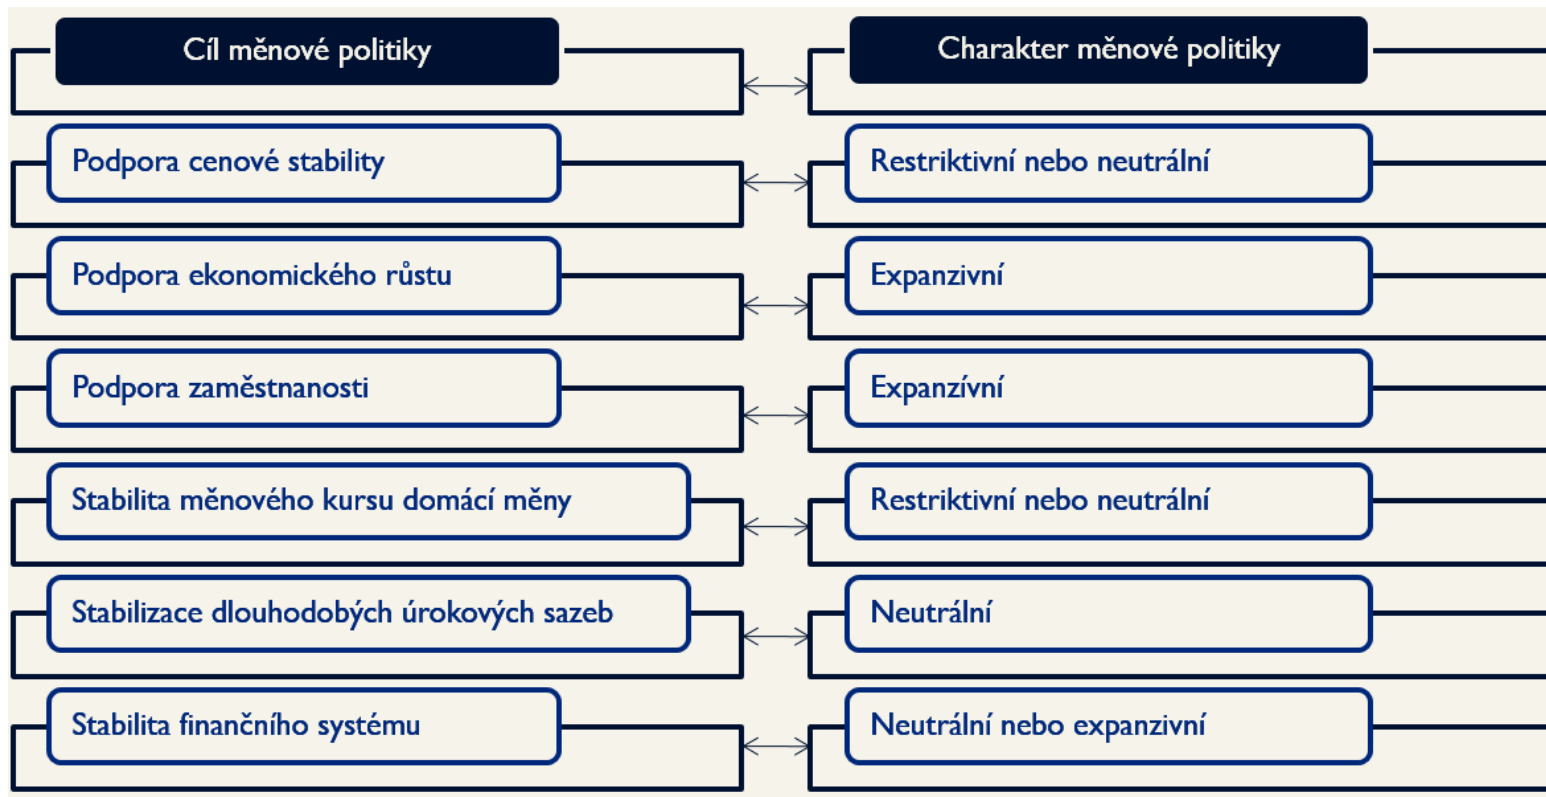 Cíl měnové politiky
Charakter měnové politiky
Podpora cenové stability
Restriktivní nebo neutrální
Podpora ekonomického růstu
Expanzivní
Podpora zaměstnanosti
Expanzívní
Stabilita měnového kursu domácí měny
Restriktivní nebo neutrální
Stabilizace dlouhodobých úrokových sazeb
Neutrální
Stabilita finančního systému
Neutrální nebo expanzivní